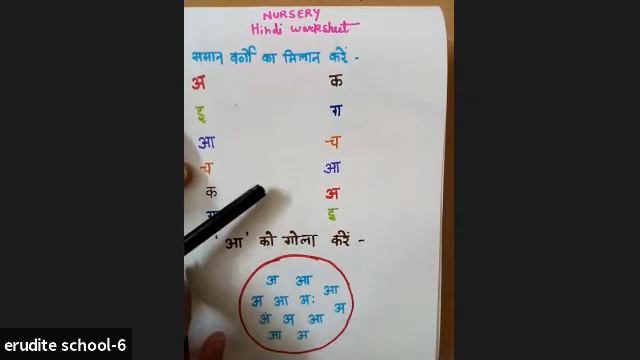 NURSERY
Hindi worksheet
समान वर्णों का मिलान करें -
अ क
इ ग
आ च
च आ
क अ
ग इ
'आ' को गोला करें -
अ आ
अ आ अः आ
अं अ आ अ
आ अ
erudite school-6